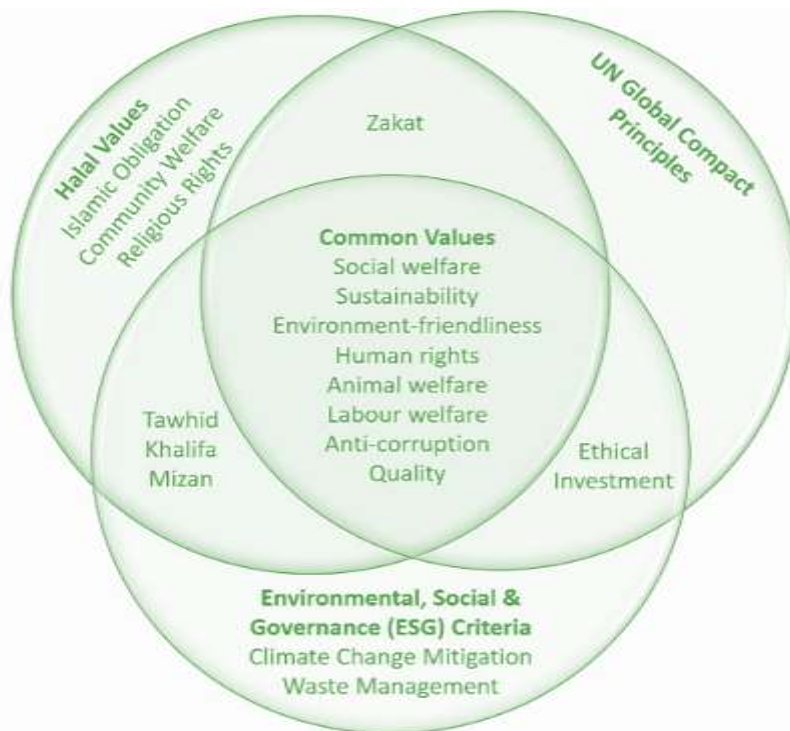 Halal Values
Islamic Obligation
Community Welfare
Religious Rights
Zakat
UN Global Compact
Principles
Common Values
Social welfare
Sustainability
Environment-friendliness
Human rights
Animal welfare
Labour welfare
Anti-corruption
Quality
Tawhid
Khalifa
Mizan
Ethical
Investment
Environmental, Social &
Governance (ESG) Criteria
Climate Change Mitigation
Waste Management